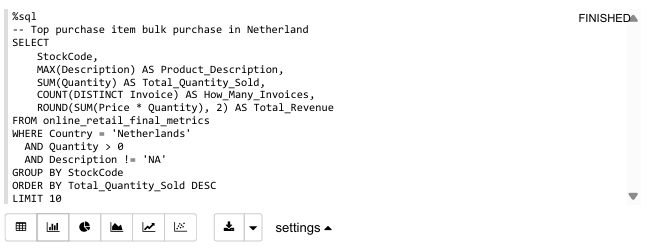 %sql
FINISHED
-- Top purchase item bulk purchase in Netherland
SELECT
    StockCode,
    MAX(Description) AS Product_Description,
    SUM(Quantity) AS Total_Quantity_Sold,
    COUNT(DISTINCT Invoice) AS How_Many_Invoices,
    ROUND(SUM(Price * Quantity), 2) AS Total_Revenue
FROM online_retail_final_metrics
WHERE Country = 'Netherlands'
  AND Quantity > 0
  AND Description != 'NA'
GROUP BY StockCode
ORDER BY Total_Quantity_Sold DESC
LIMIT 10
settings